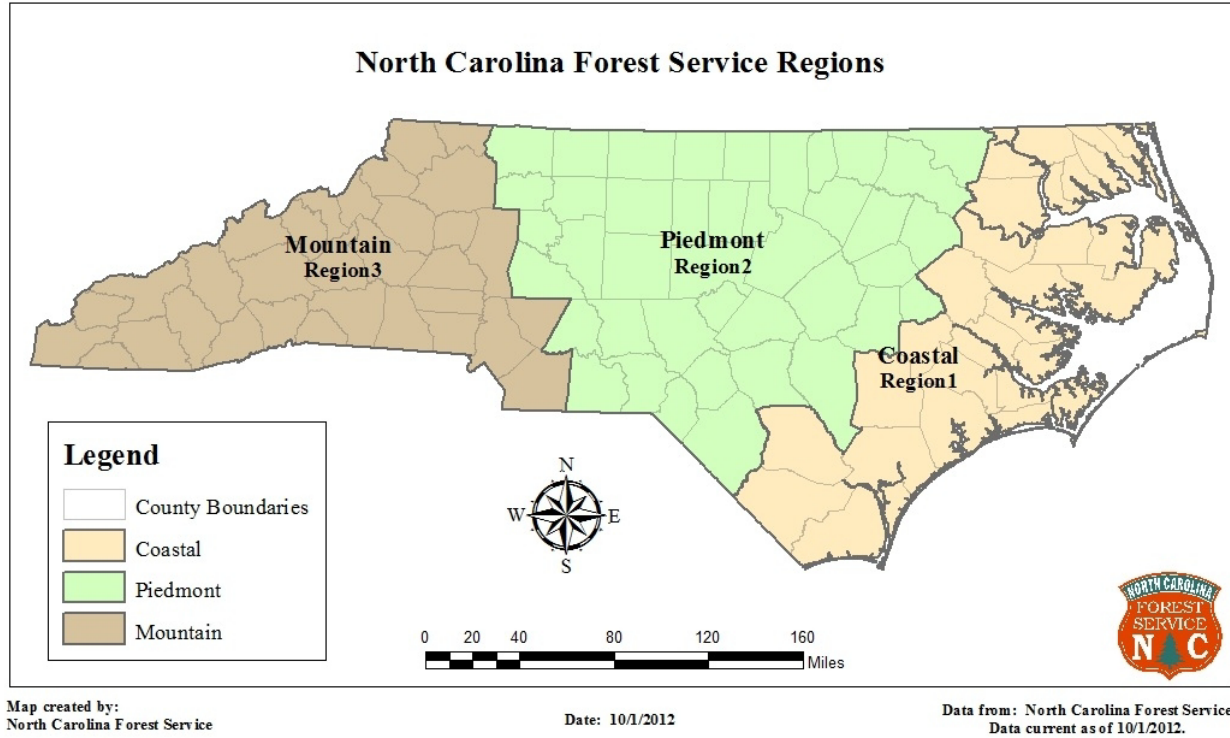 North Carolina Forest Service Regions
Mountain
Region3
Piedmont
Region2
Coastal
Region1
Legend
County Boundaries
Coastal
Piedmont
Mountain
N
W E
S
0 20 40 80 120 160
Miles
NORTH CAROLINA
FOREST
SERVICE
N C
Map created by:
North Carolina Forest Service
Date: 10/1/2012
Data from: North Carolina Forest Service
Data current as of 10/1/2012.